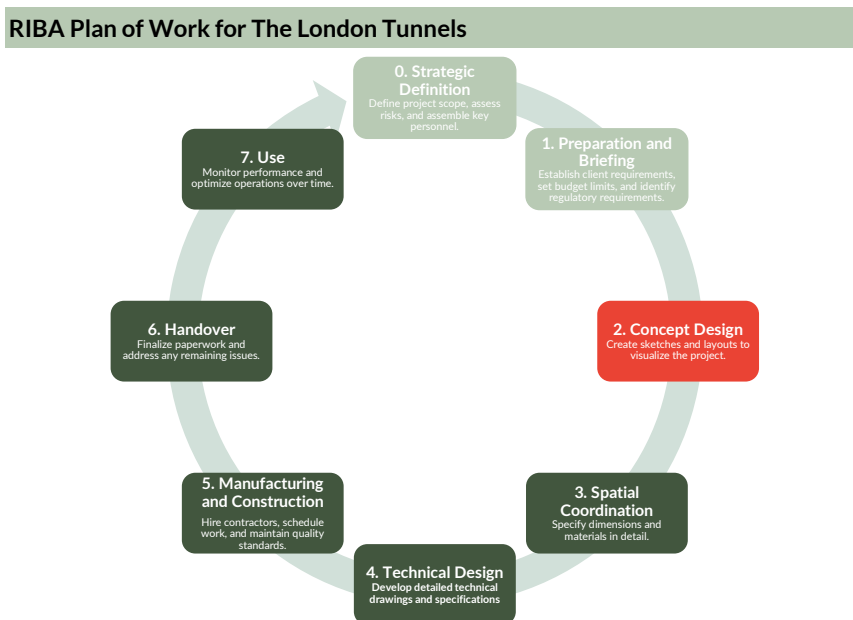 RIBA Plan of Work for The London Tunnels
0. Strategic
Definition
Define project scope, assess
risks, and assemble key
personnel.
1. Preparation and
Briefing
Establish client requirements,
set budget limits, and identify
regulatory requirements.
2. Concept Design
Create sketches and layouts to
visualize the project.
3. Spatial
Coordination
Specify dimensions and
materials in detail.
4. Technical Design
Develop detailed technical
drawings and specifications
5. Manufacturing
and Construction
Hire contractors, schedule
work, and maintain quality
standards.
6. Handover
Finalize paperwork and
address any remaining issues.
7. Use
Monitor performance and
optimize operations over time.